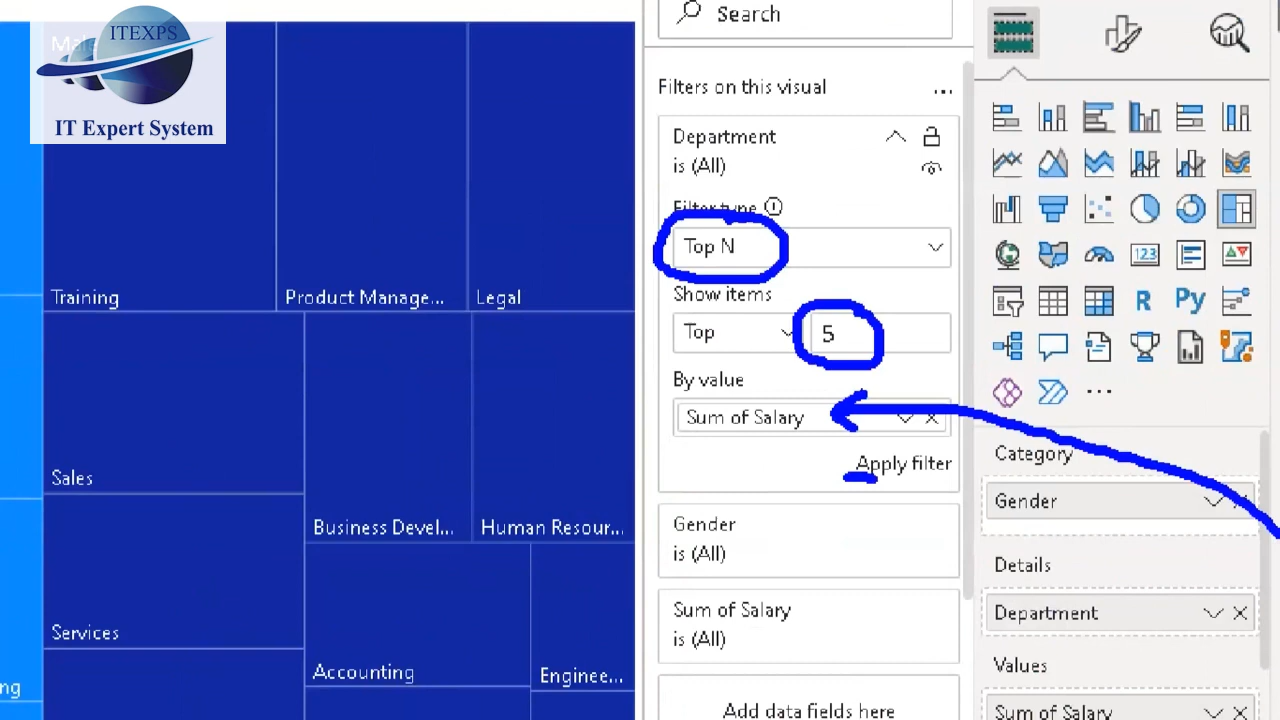 Male
ITEXPS
IT Expert System
Training
Product Manage...
Legal
Sales
Business Devel...
Human Resour...
Services
Accounting
Enginee...
ng
Search
Filters on this visual
...
Department
is (All)
Filter type
Top N
Show items
Top
5
By value
Sum of Salary
Apply filter
Gender
is (All)
Sum of Salary
is (All)
Add data fields here
123
R
Py
...
Category
Gender
Details
Department
Values
Sum of Salary